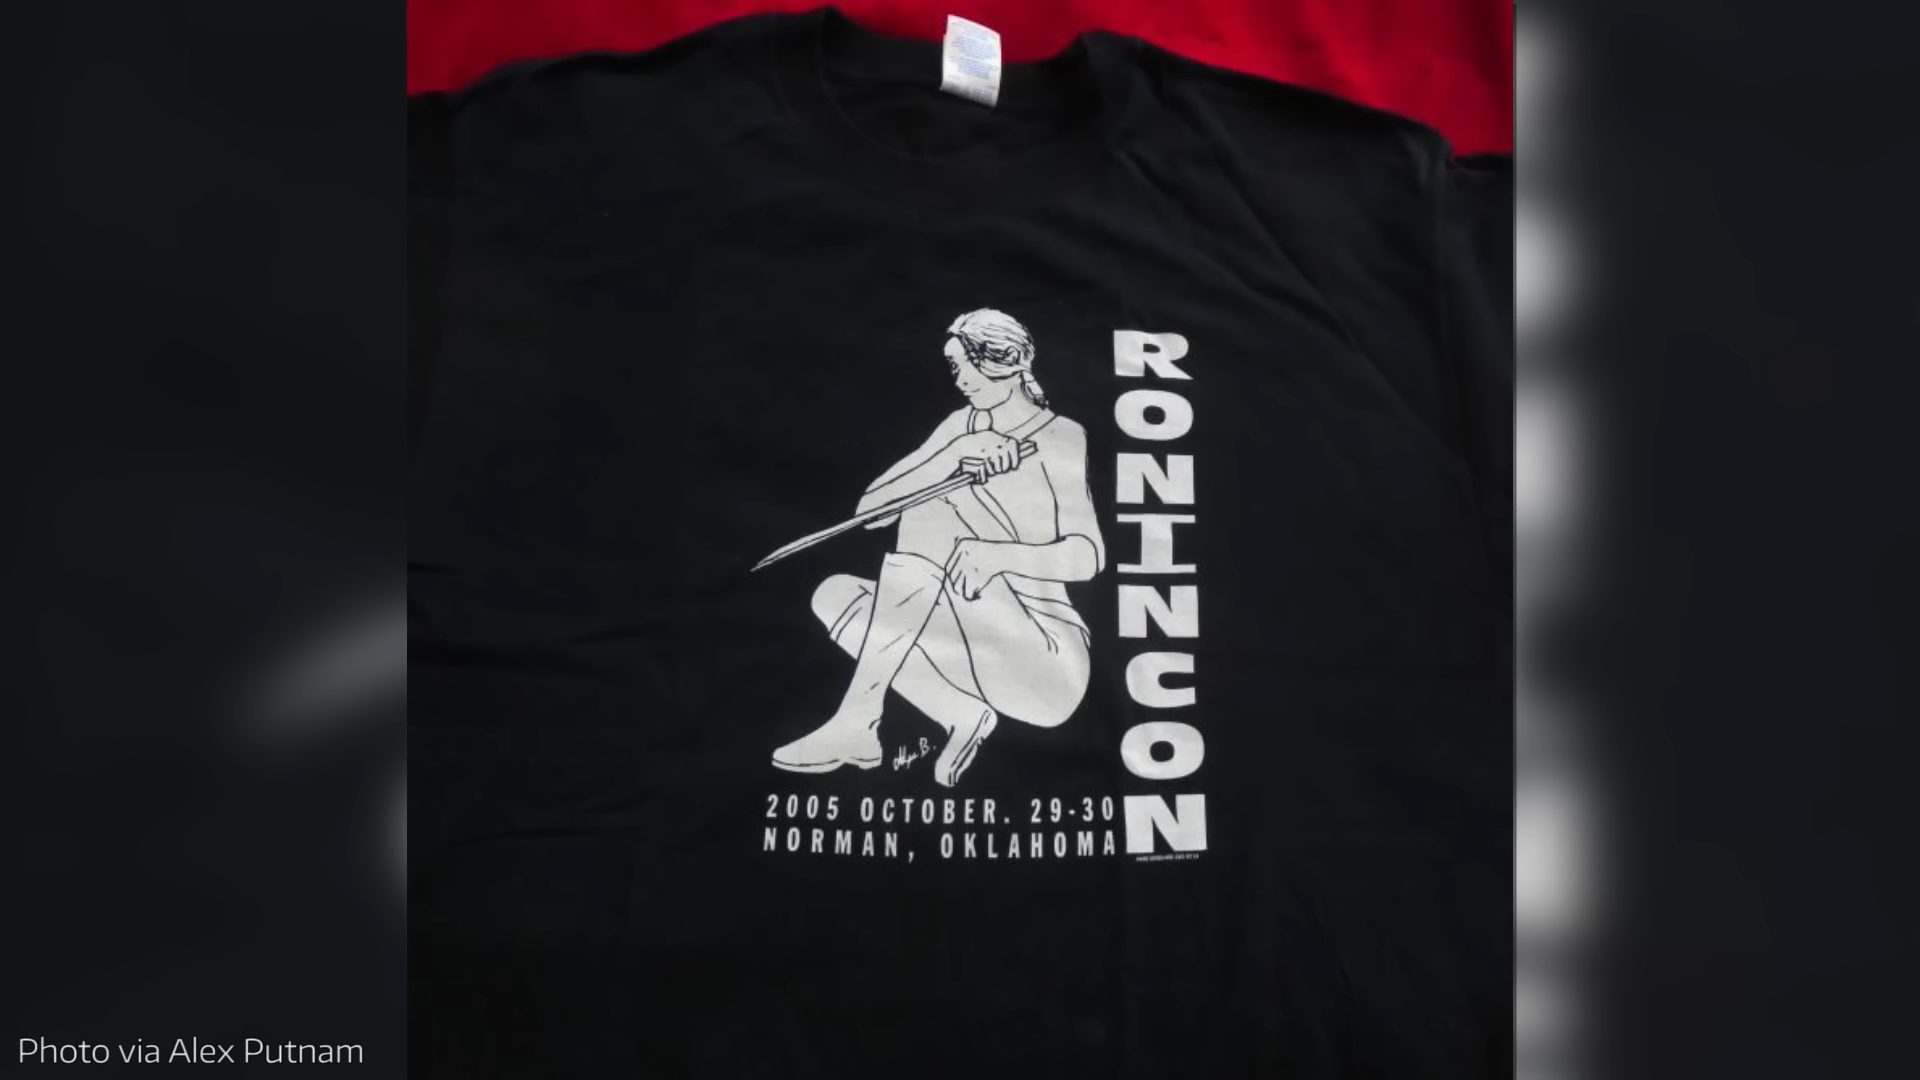 RONINCON
2005 OCTOBER. 29-30
NORMAN, OKLAHOMA
Photo via Alex Putnam